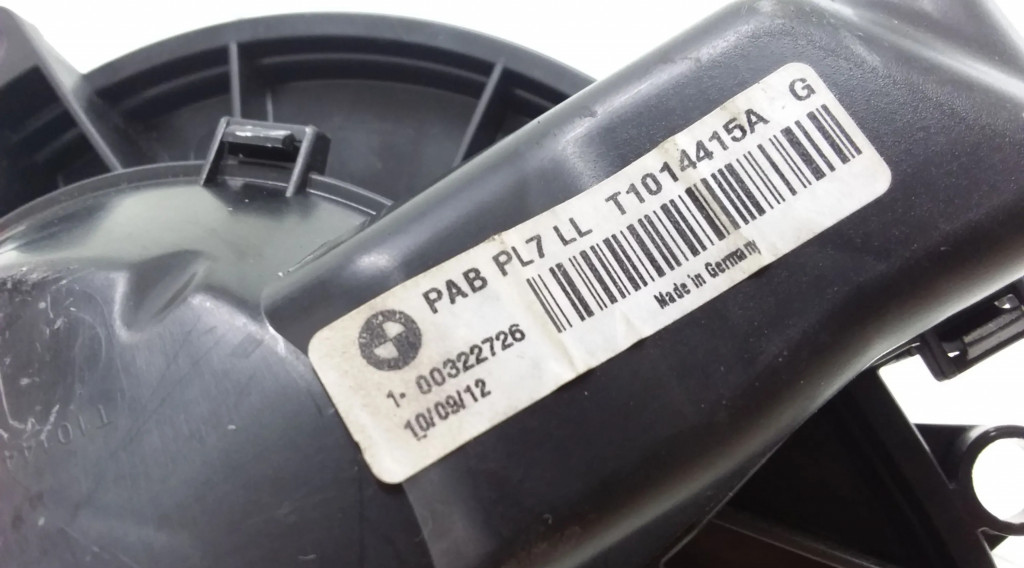 PAB PL7 LL T1014415A G
Made in Germany
1- 00322726
10/09/12